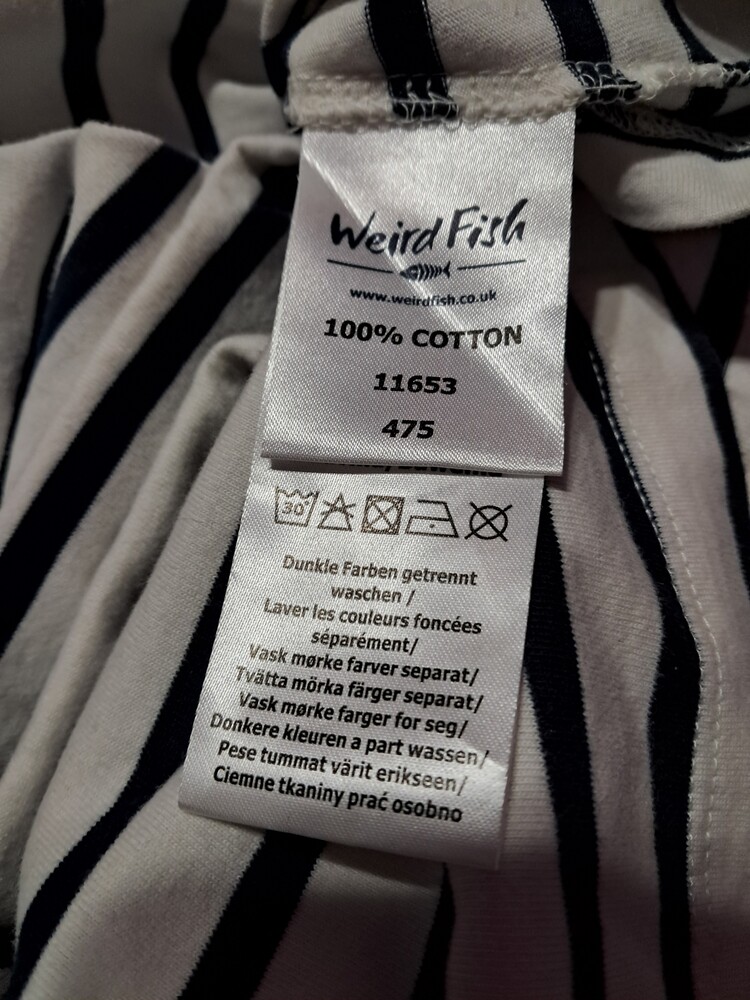 Weird Fish
www.weirdfish.co.uk
100% COTTON
11653
475
30°
Dunkle Farben getrennt
waschen /
Laver les couleurs foncées
séparément/
Vask mørke farver separat/
Tvätta mörka färger separat/
Vask mørke farger for seg/
Donkere kleuren a part wassen/
Pese tummat värit erikseen/
Ciemne tkaniny prać osobno